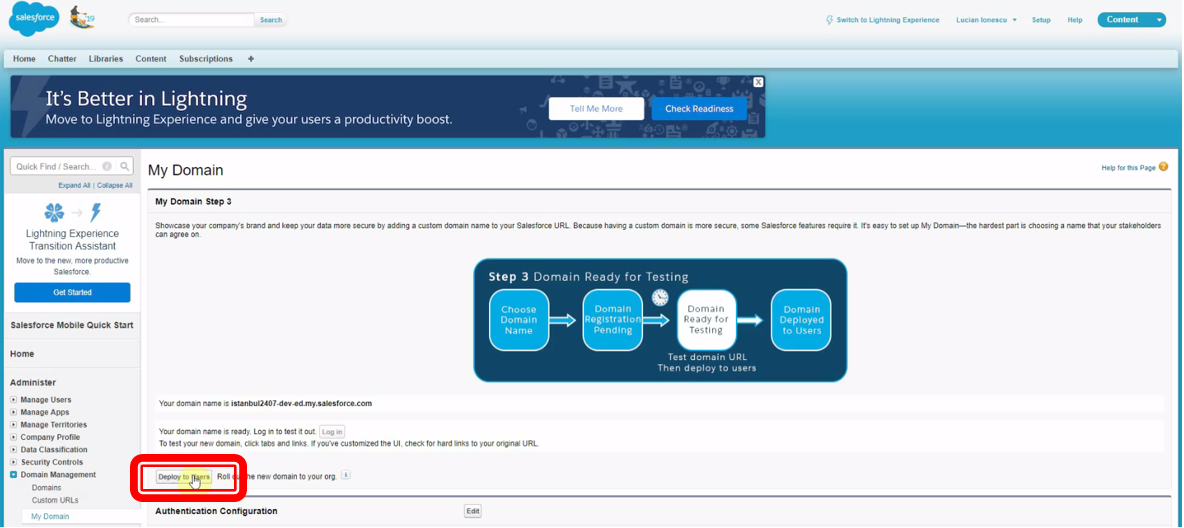 salesforce
'19
Search...
Search
Switch to Lightning Experience
Lucian Ionescu
Setup
Help
Content
Home
Chatter
Libraries
Content
Subscriptions
+
It's Better in Lightning
Move to Lightning Experience and give your users a productivity boost.
Tell Me More
Check Readiness
X
Quick Find / Search...
Expand All | Collapse All
Lightning Experience
Transition Assistant
Move to the new, more productive
Salesforce.
Get Started
Salesforce Mobile Quick Start
Home
Administer
Manage Users
Manage Apps
Manage Territories
Company Profile
Data Classification
Security Controls
Domain Management
Domains
Custom URLs
My Domain
My Domain
Help for this Page
?
My Domain Step 3
Showcase your company's brand and keep your data more secure by adding a custom domain name to your Salesforce URL. Because having a custom domain is more secure, some Salesforce features require it. It's easy to set up My Domain—the hardest part is choosing a name that your stakeholders
can agree on.
Step 3 Domain Ready for Testing
Choose
Domain
Name
Domain
Registration
Pending
Domain
Ready for
Testing
Domain
Deployed
to Users
Test domain URL
Then deploy to users
Your domain name is istanbul2407-dev-ed.my.salesforce.com
Your domain name is ready. Log in to test it out. Log in
To test your new domain, click tabs and links. If you've customized the UI, check for hard links to your original URL.
Deploy to Users Roll out the new domain to your org. i
Authentication Configuration
Edit